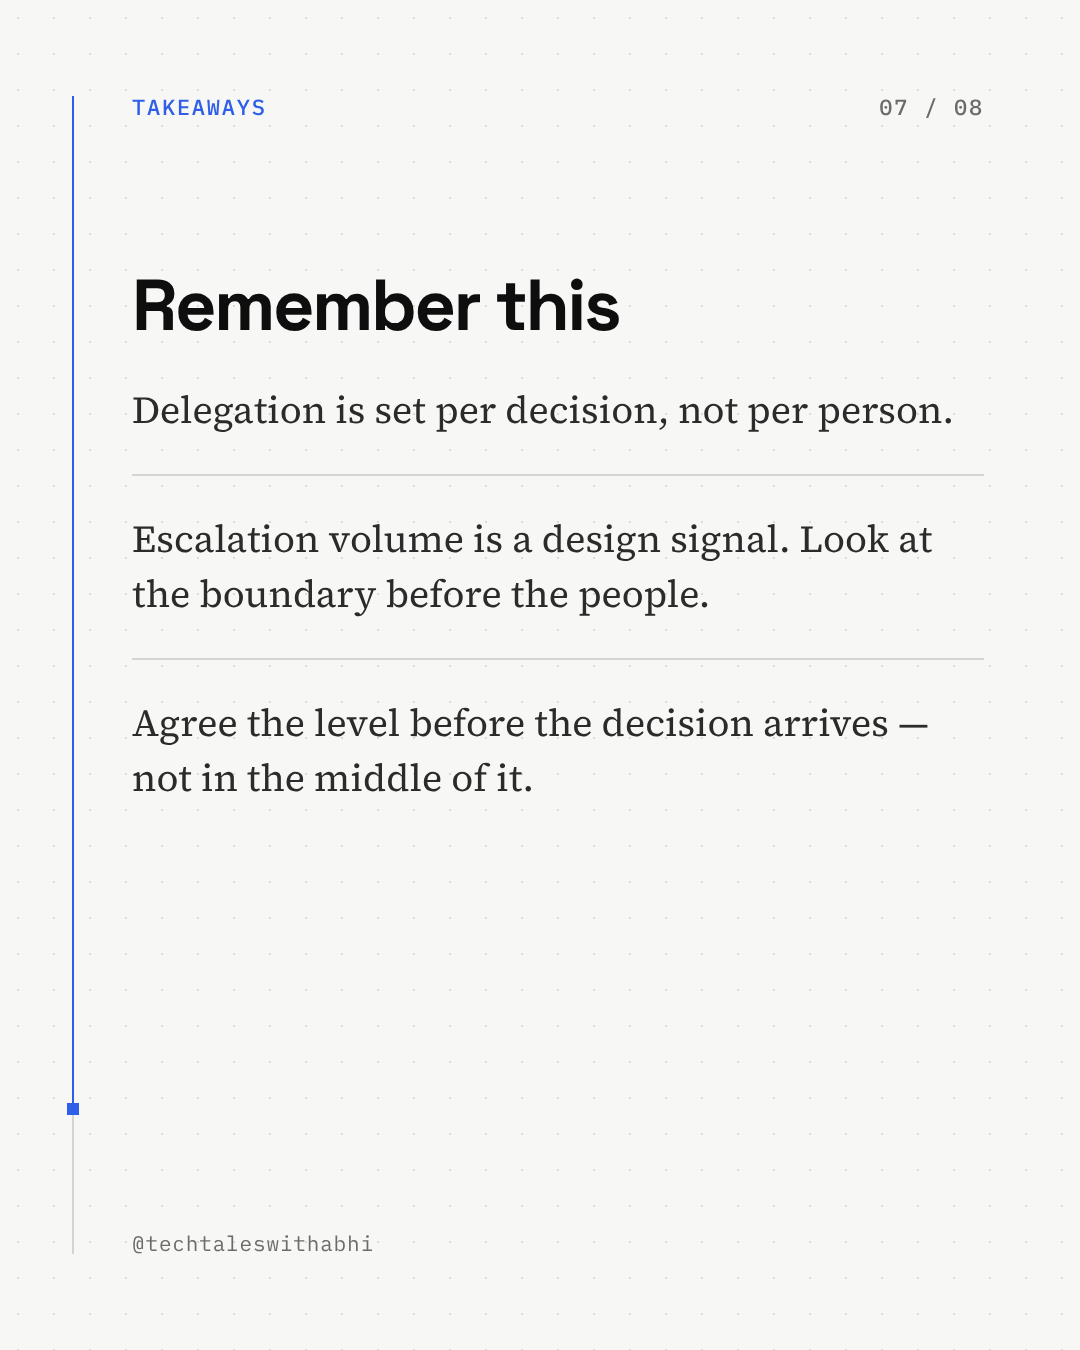 TAKEAWAYS
07 / 08
Remember this
Delegation is set per decision, not per person.
Escalation volume is a design signal. Look at
the boundary before the people.
Agree the level before the decision arrives —
not in the middle of it.
@techtaleswithabhi